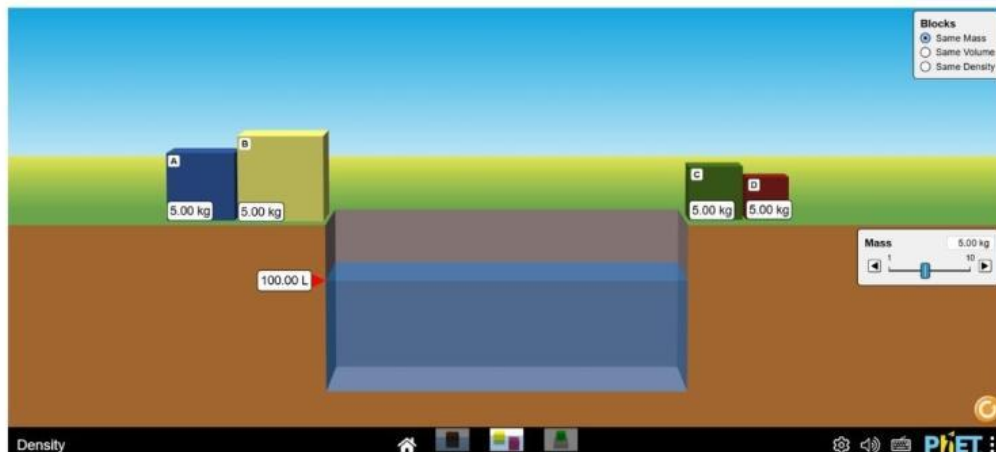 Blocks
Same Mass
Same Volume
Same Density
A
B
C
D
5.00 kg
5.00 kg
5.00 kg
5.00 kg
Mass
5.00 kg
1
10
100.00 L
Density
PhET